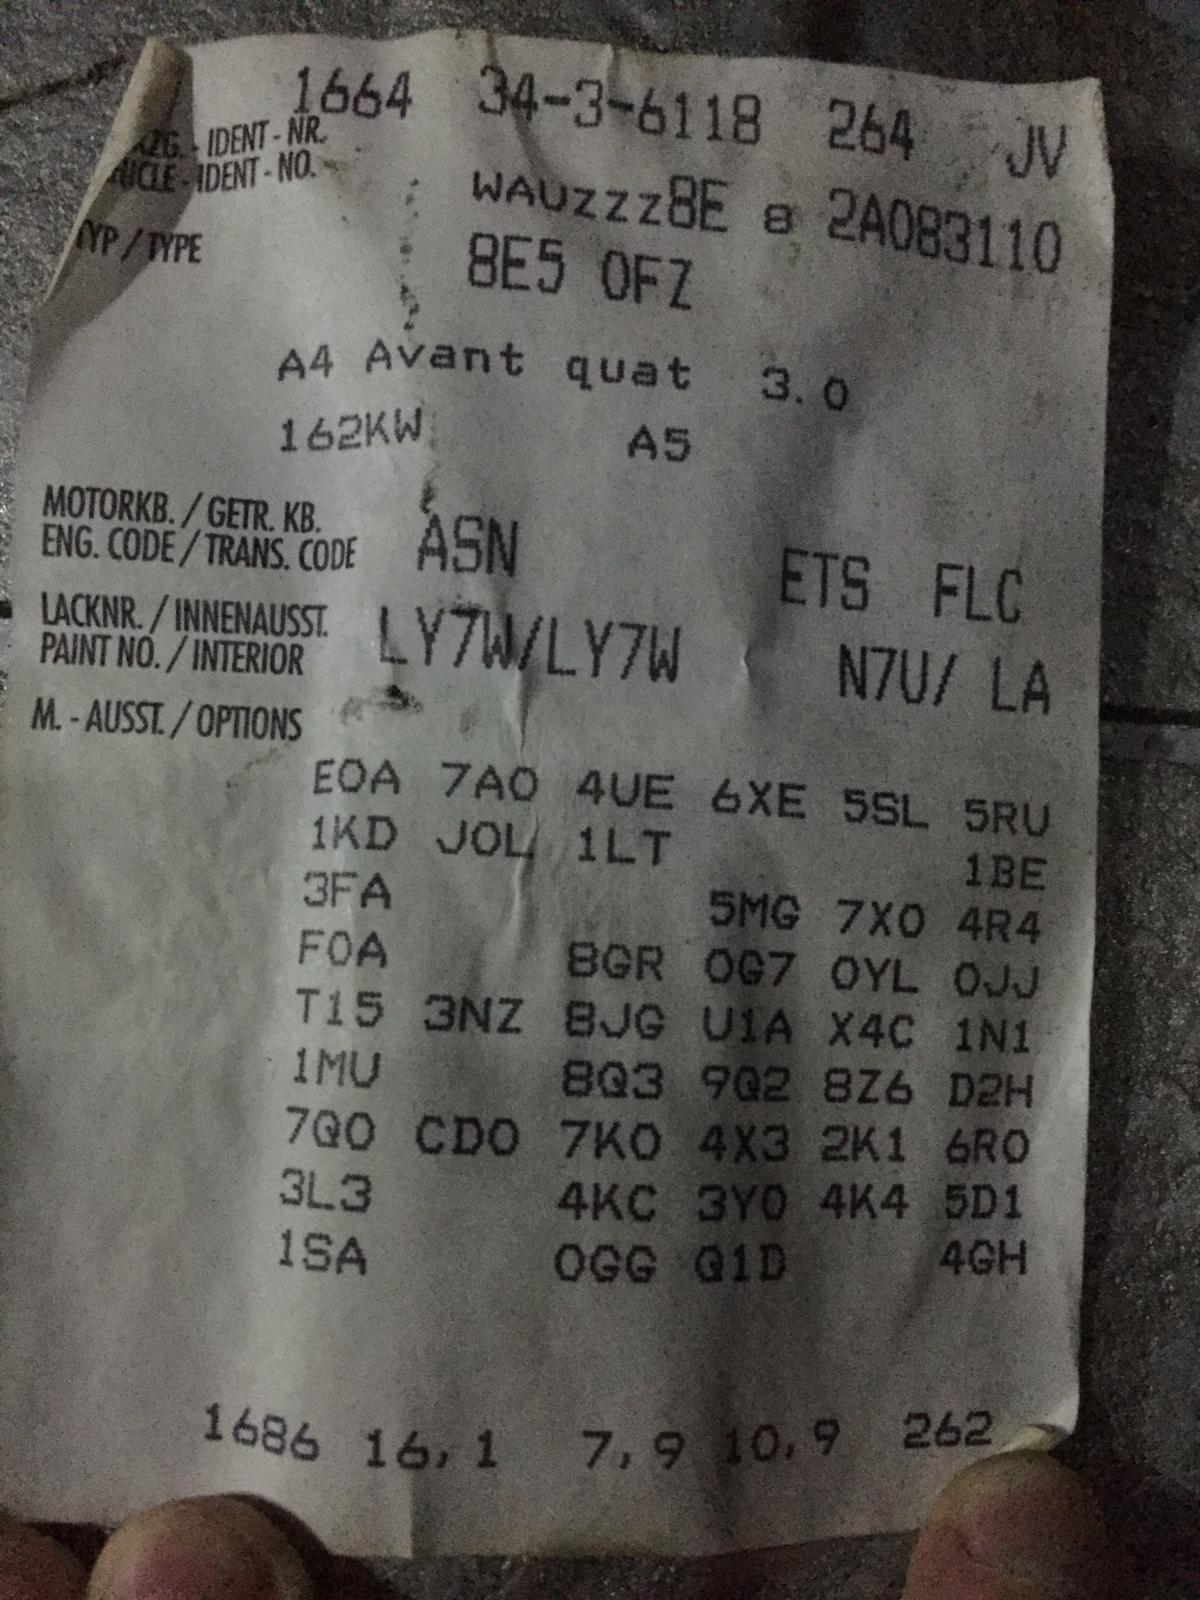 1664 34-3-6118 264 JV
ZG. - IDENT - NR.
HICLE - IDENT - NO. WAUZZZ8E 8 2A083110
TYP / TYPE 8E5 0FZ
A4 Avant quat 3.0
162KW A5
MOTORKB. / GETR. KB.
ENG. CODE / TRANS. CODE ASN ETS FLC
LACKNR. / INNENAUSST.
PAINT NO. / INTERIOR LY7W/LY7W N7U/ LA
M. - AUSST. / OPTIONS
E0A 7A0 4UE 6XE 5SL 5RU
1KD J0L 1LT 1BE
3FA 5MG 7X0 4R4
F0A 8GR 0G7 0YL 0JJ
T15 3NZ 8JG U1A X4C 1N1
1MU 8Q3 9Q2 8Z6 D2H
7Q0 CD0 7K0 4X3 2K1 6R0
3L3 4KC 3Y0 4K4 5D1
1SA 0GG Q1D 4GH
1686 16,1 7,9 10,9 262